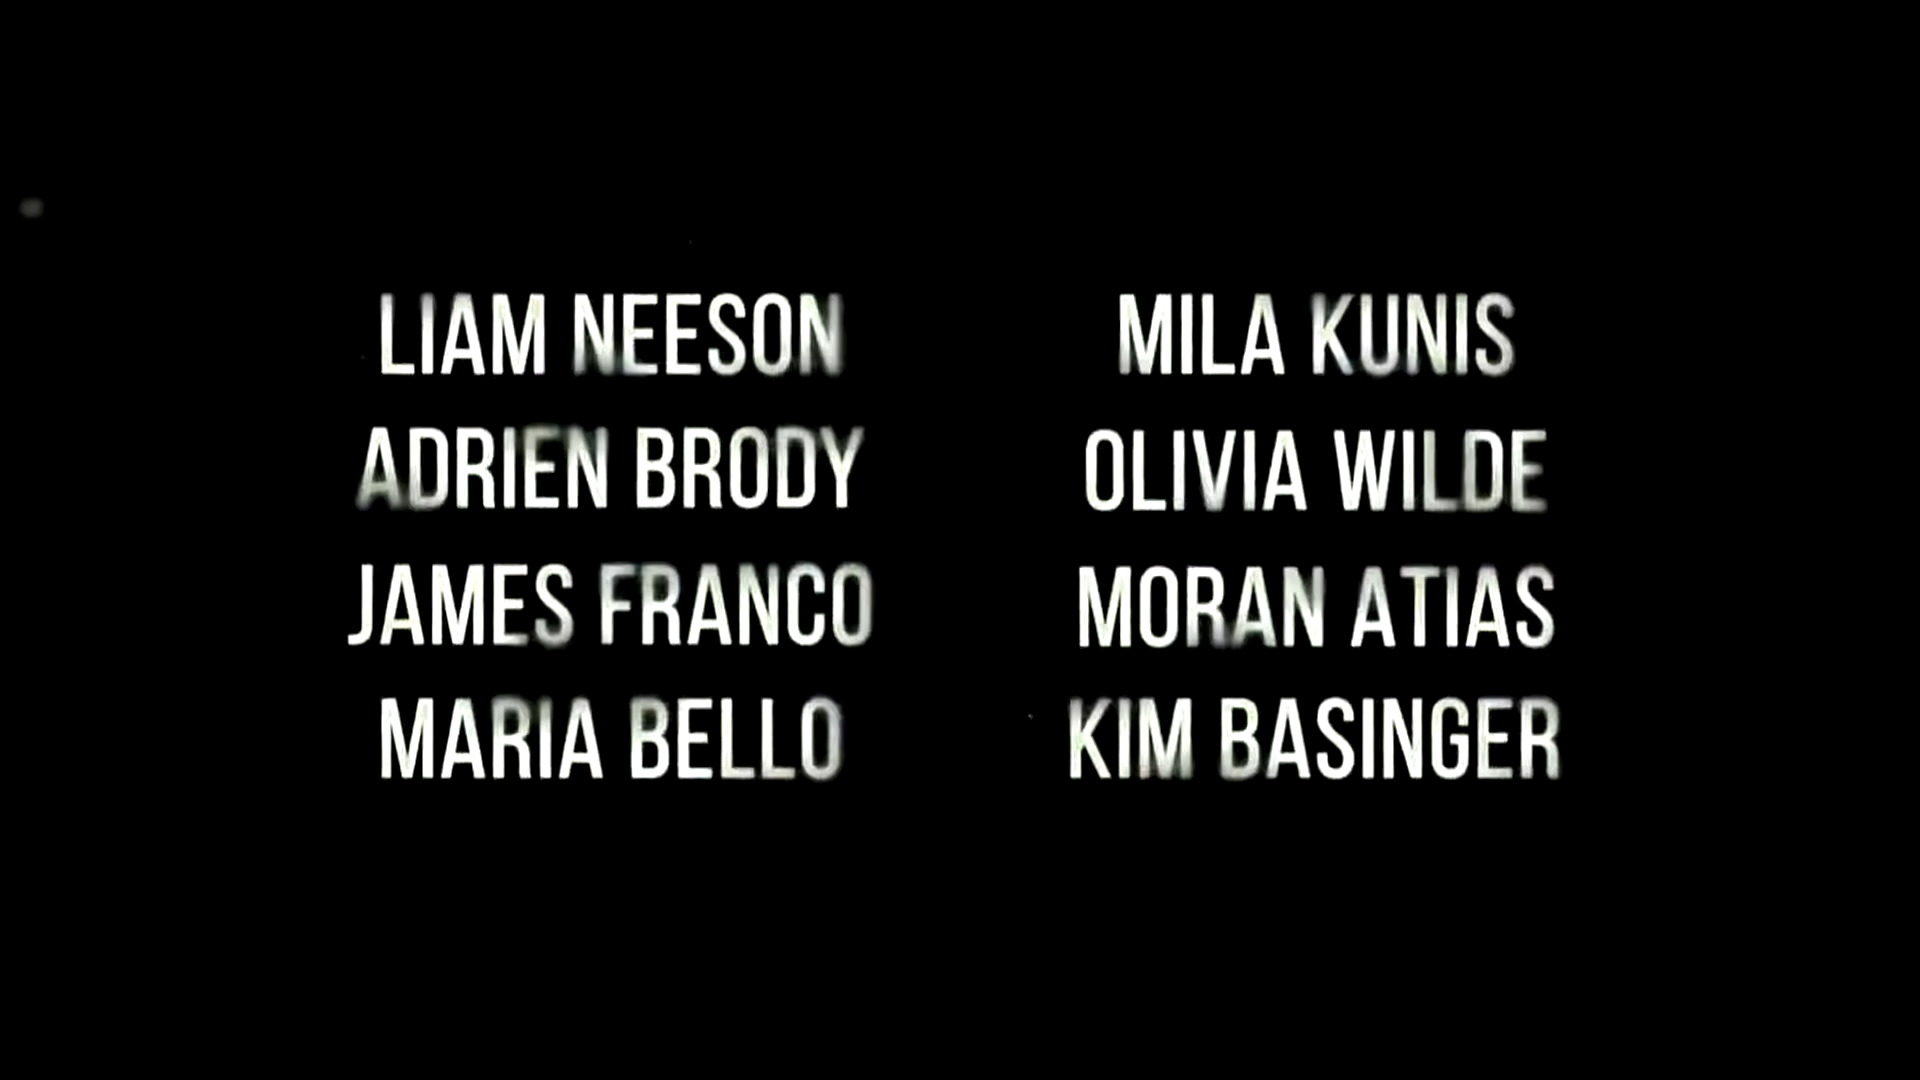 LIAM NEESON
ADRIEN BRODY
JAMES FRANCO
MARIA BELLO
MILA KUNIS
OLIVIA WILDE
MORAN ATIAS
KIM BASINGER